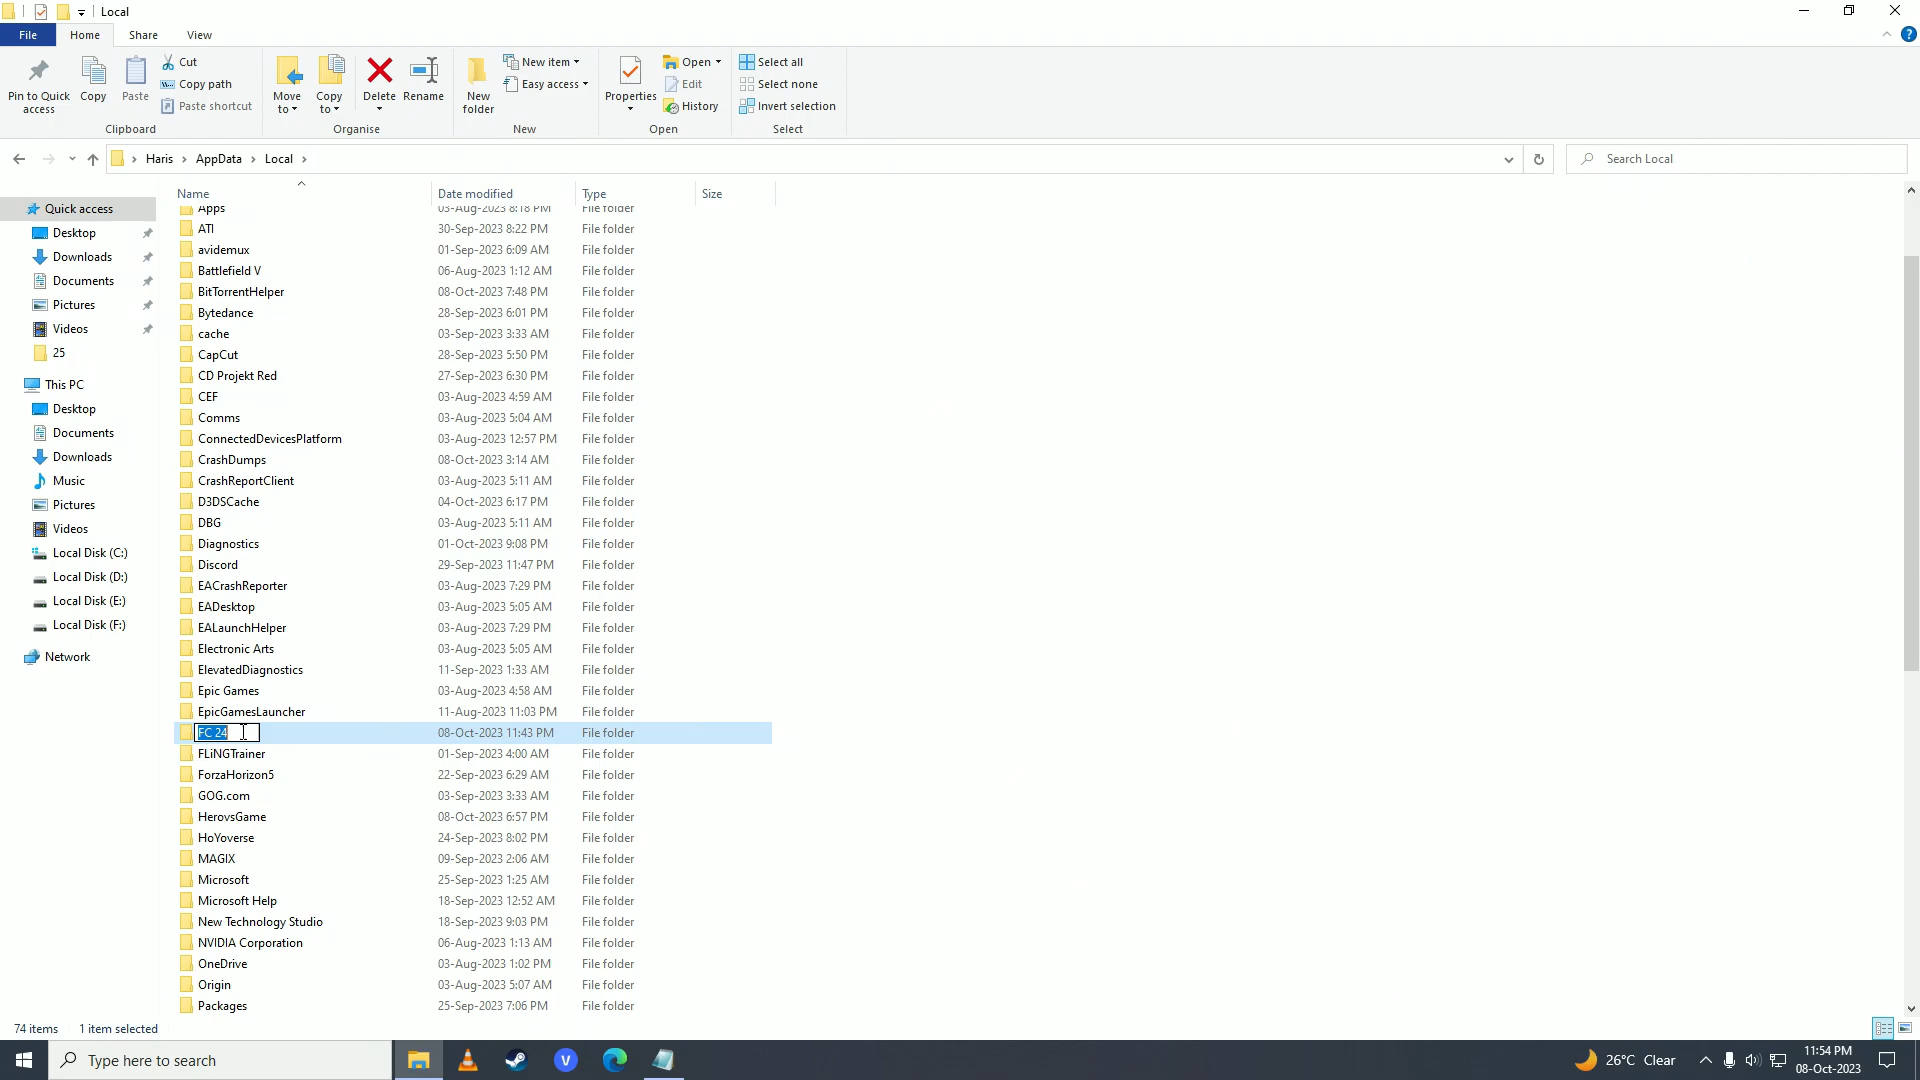 Local
File
Home
Share
View
Pin to Quick access
Copy
Paste
Cut
Copy path
Paste shortcut
Clipboard
Move to
Copy to
Delete
Rename
Organise
New folder
New item
Easy access
New
Properties
Open
Edit
History
Open
Select all
Select none
Invert selection
Select
Haris
AppData
Local
Search Local
Quick access
Desktop
Downloads
Documents
Pictures
Videos
25
This PC
Desktop
Documents
Downloads
Music
Pictures
Videos
Local Disk (C:)
Local Disk (D:)
Local Disk (E:)
Local Disk (F:)
Network
Name Date modified Type Size
Apps 03-Aug-2023 8:18 PM File folder
ATI 30-Sep-2023 8:22 PM File folder
avidemux 01-Sep-2023 6:09 AM File folder
Battlefield V 06-Aug-2023 1:12 AM File folder
BitTorrentHelper 08-Oct-2023 7:48 PM File folder
Bytedance 28-Sep-2023 6:01 PM File folder
cache 03-Sep-2023 3:33 AM File folder
CapCut 28-Sep-2023 5:50 PM File folder
CD Projekt Red 27-Sep-2023 6:30 PM File folder
CEF 03-Aug-2023 4:59 AM File folder
Comms 03-Aug-2023 5:04 AM File folder
ConnectedDevicesPlatform 03-Aug-2023 12:57 PM File folder
CrashDumps 08-Oct-2023 3:14 AM File folder
CrashReportClient 03-Aug-2023 5:11 AM File folder
D3DSCache 04-Oct-2023 6:17 PM File folder
DBG 03-Aug-2023 5:11 AM File folder
Diagnostics 01-Oct-2023 9:08 PM File folder
Discord 29-Sep-2023 11:47 PM File folder
EACrashReporter 03-Aug-2023 7:29 PM File folder
EADesktop 03-Aug-2023 5:05 AM File folder
EALaunchHelper 03-Aug-2023 7:29 PM File folder
Electronic Arts 03-Aug-2023 5:05 AM File folder
ElevatedDiagnostics 11-Sep-2023 1:33 AM File folder
Epic Games 03-Aug-2023 4:58 AM File folder
EpicGamesLauncher 11-Aug-2023 11:03 PM File folder
FC 24 08-Oct-2023 11:43 PM File folder
FLiNGTrainer 01-Sep-2023 4:00 AM File folder
ForzaHorizon5 22-Sep-2023 6:29 AM File folder
GOG.com 03-Sep-2023 3:33 AM File folder
HerovsGame 08-Oct-2023 6:57 PM File folder
HoYoverse 24-Sep-2023 8:02 PM File folder
MAGIX 09-Sep-2023 2:06 AM File folder
Microsoft 25-Sep-2023 1:25 AM File folder
Microsoft Help 18-Sep-2023 12:52 AM File folder
New Technology Studio 18-Sep-2023 9:03 PM File folder
NVIDIA Corporation 06-Aug-2023 1:13 AM File folder
OneDrive 03-Aug-2023 1:02 PM File folder
Origin 03-Aug-2023 5:07 AM File folder
Packages 25-Sep-2023 7:06 PM File folder
74 items 1 item selected
Type here to search
V
26°C Clear
11:54 PM
08-Oct-2023